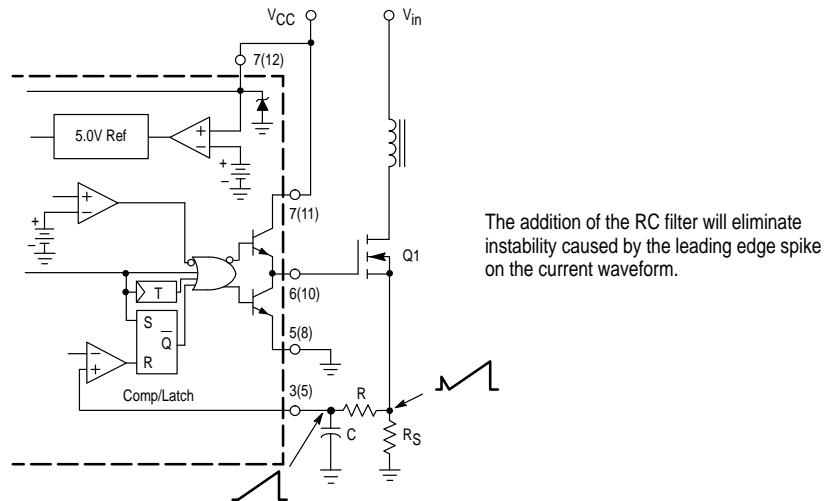 VCC
Vin
7(12)
5.0V Ref
+
–
+
–
+
–
+
–
7(11)
The addition of the RC filter will eliminate
instability caused by the leading edge spike
on the current waveform.
Q1
T
6(10)
S
Q
R
5(8)
–
+
Comp/Latch
3(5)
R
C
RS